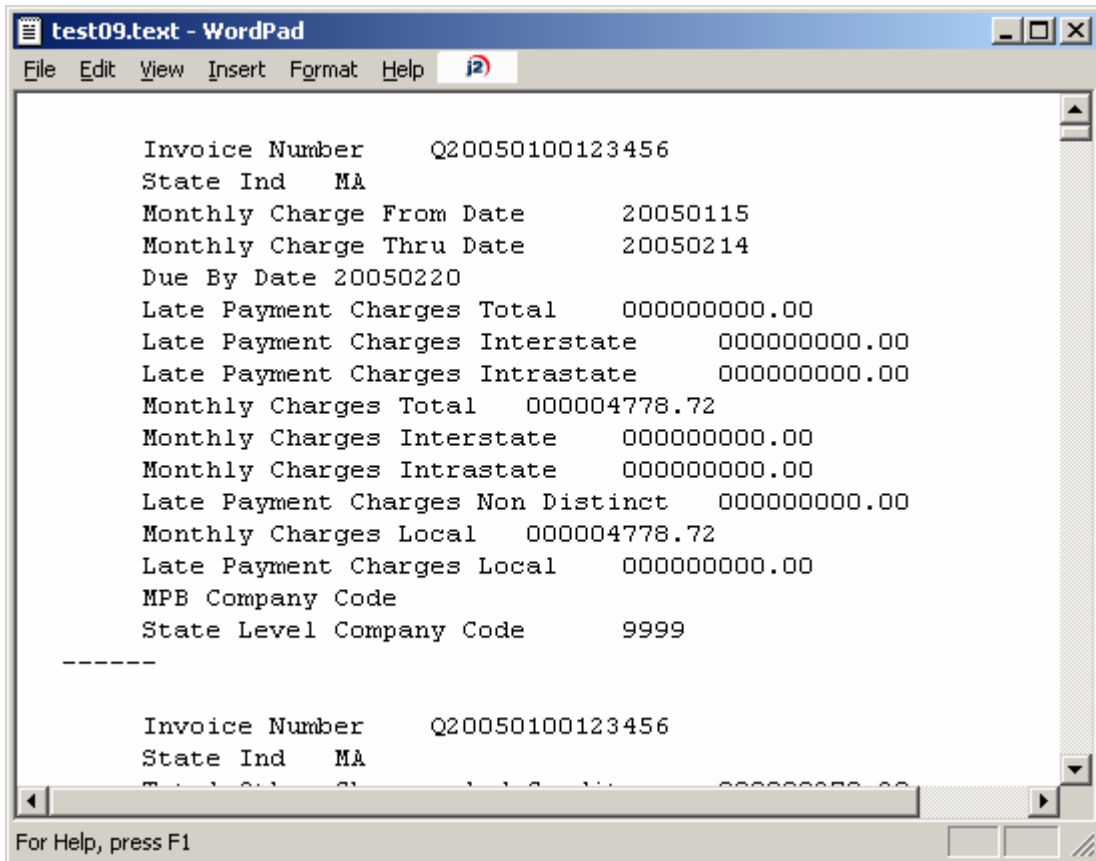 test09.text - WordPad
File Edit View Insert Format Help j2
Invoice Number Q20050100123456
State Ind MA
Monthly Charge From Date 20050115
Monthly Charge Thru Date 20050214
Due By Date 20050220
Late Payment Charges Total 000000000.00
Late Payment Charges Interstate 000000000.00
Late Payment Charges Intrastate 000000000.00
Monthly Charges Total 000004778.72
Monthly Charges Interstate 000000000.00
Monthly Charges Intrastate 000000000.00
Late Payment Charges Non Distinct 000000000.00
Monthly Charges Local 000004778.72
Late Payment Charges Local 000000000.00
MPB Company Code
State Level Company Code 9999
------
Invoice Number Q20050100123456
State Ind MA
For Help, press F1